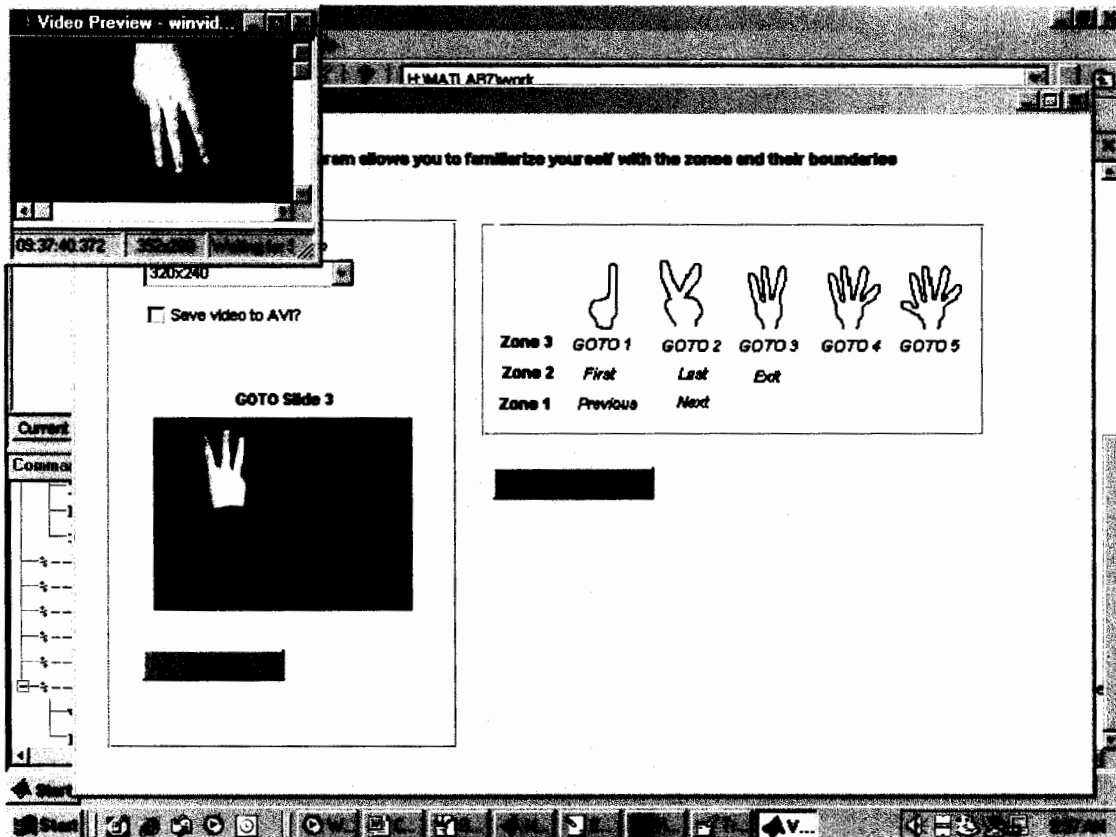 Video Preview - winvid...
H:\MATLAB7\work
ram allows you to familiarize yourself with the zones and their bounderies
09:37:40.372
320x240
Save video to AVI?
GOTO Slide 3
Zone 3 GOTO 1 GOTO 2 GOTO 3 GOTO 4 GOTO 5
Zone 2 First Last Exit
Zone 1 Previous Next
Current
Comma
Start
Start
V...